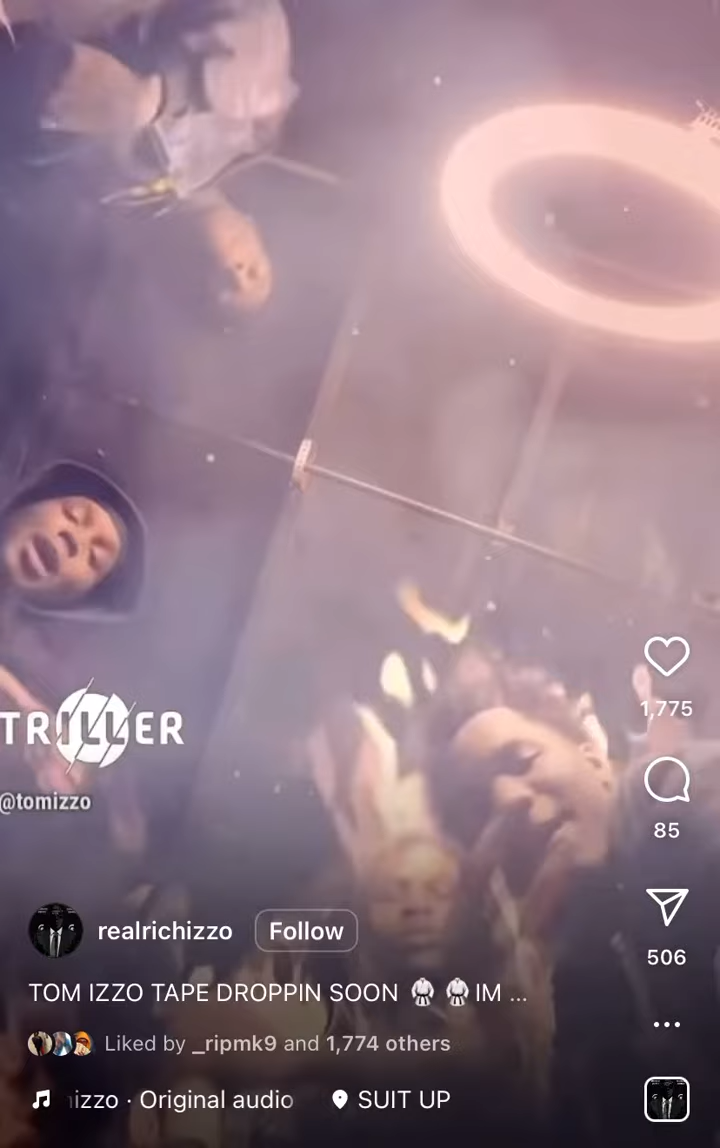 TRILLER
@tomizzo
1,775
85
506
realrichizzo
Follow
TOM IZZO TAPE DROPPIN SOON 🥋 🥋 IM ...
Liked by _ripmk9 and 1,774 others
izzo · Original audio
SUIT UP